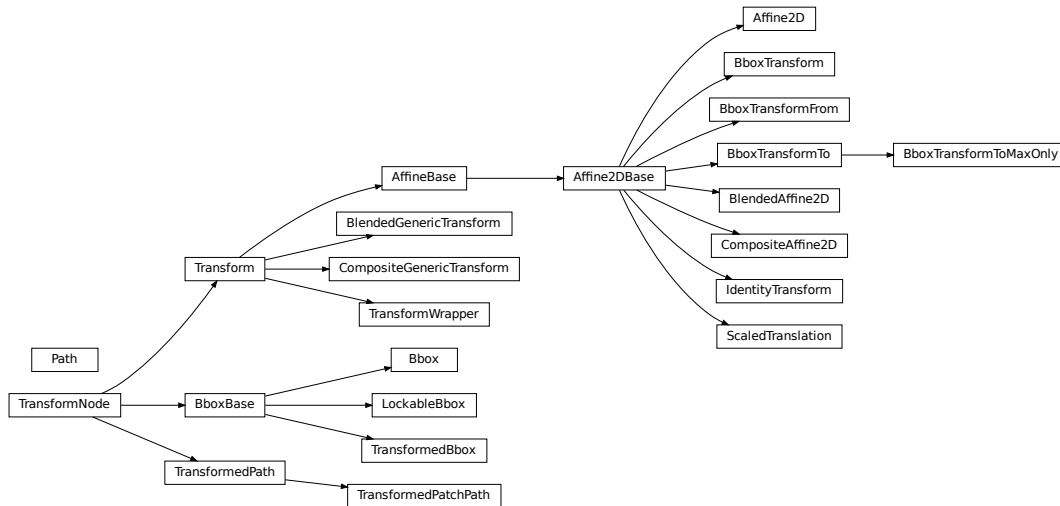 Affine2D
BboxTransform
BboxTransformFrom
BboxTransformTo
BboxTransformToMaxOnly
AffineBase
Affine2DBase
BlendedAffine2D
BlendedGenericTransform
CompositeAffine2D
Transform
CompositeGenericTransform
IdentityTransform
TransformWrapper
ScaledTranslation
Path
Bbox
TransformNode
BboxBase
LockableBbox
TransformedBbox
TransformedPath
TransformedPatchPath